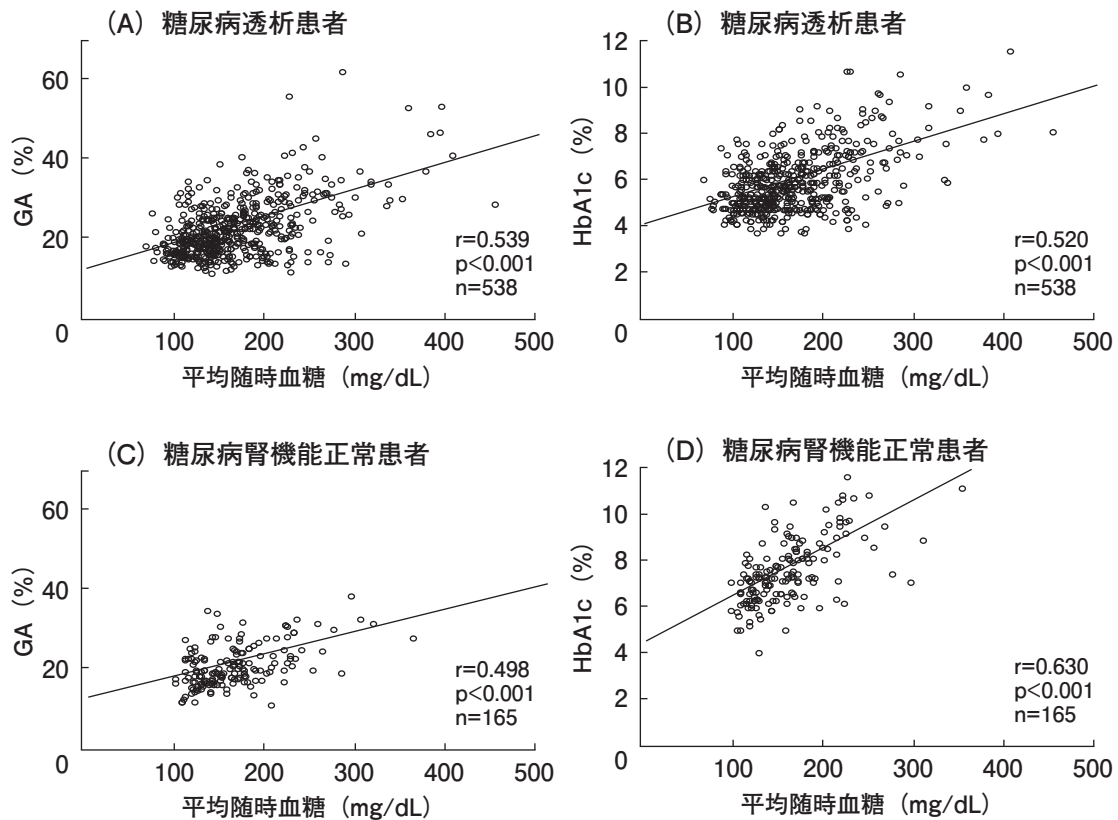 (A) 糖尿病透析患者
60
40
20
0
GA (%)
r=0.539
p<0.001
n=538
100 200 300 400 500
平均随時血糖 (mg/dL)
(B) 糖尿病透析患者
12
10
8
6
4
2
0
HbA1c (%)
r=0.520
p<0.001
n=538
100 200 300 400 500
平均随時血糖 (mg/dL)
(C) 糖尿病腎機能正常患者
60
40
20
0
GA (%)
r=0.498
p<0.001
n=165
100 200 300 400 500
平均随時血糖 (mg/dL)
(D) 糖尿病腎機能正常患者
12
10
8
6
4
2
0
HbA1c (%)
r=0.630
p<0.001
n=165
100 200 300 400 500
平均随時血糖 (mg/dL)